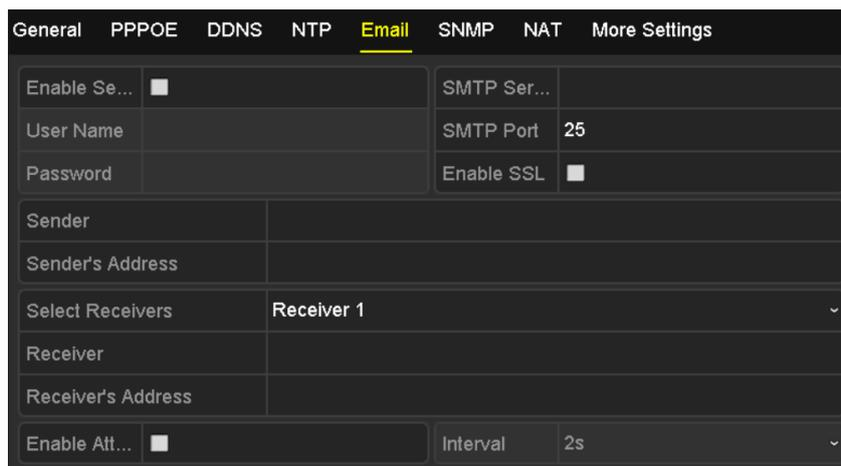 General PPPOE DDNS NTP Email SNMP NAT More Settings
Enable Se... SMTP Ser...
User Name SMTP Port 25
Password Enable SSL
Sender
Sender's Address
Select Receivers Receiver 1
Receiver
Receiver's Address
Enable Att... Interval 2s